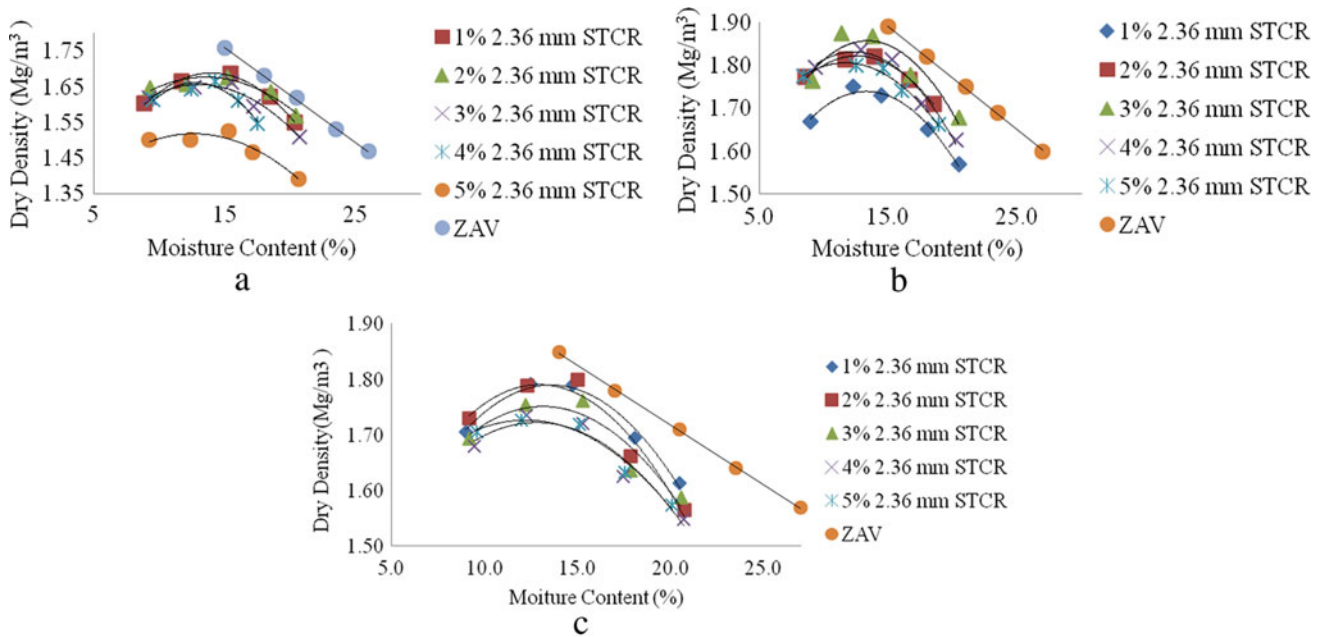 Dry Density (Mg/m³)
1.75
1.65
1.55
1.45
1.35
5
15
25
Moisture Content (%)
1% 2.36 mm STCR
2% 2.36 mm STCR
3% 2.36 mm STCR
4% 2.36 mm STCR
5% 2.36 mm STCR
ZAV
a
Dry Density (Mg/m³)
1.90
1.80
1.70
1.60
1.50
5.0
15.0
25.0
Moisture Content (%)
1% 2.36 mm STCR
2% 2.36 mm STCR
3% 2.36 mm STCR
4% 2.36 mm STCR
5% 2.36 mm STCR
ZAV
b
Dry Density(Mg/m3)
1.90
1.80
1.70
1.60
1.50
5.0
10.0
15.0
20.0
25.0
Moiture Content (%)
1% 2.36 mm STCR
2% 2.36 mm STCR
3% 2.36 mm STCR
4% 2.36 mm STCR
5% 2.36 mm STCR
ZAV
c